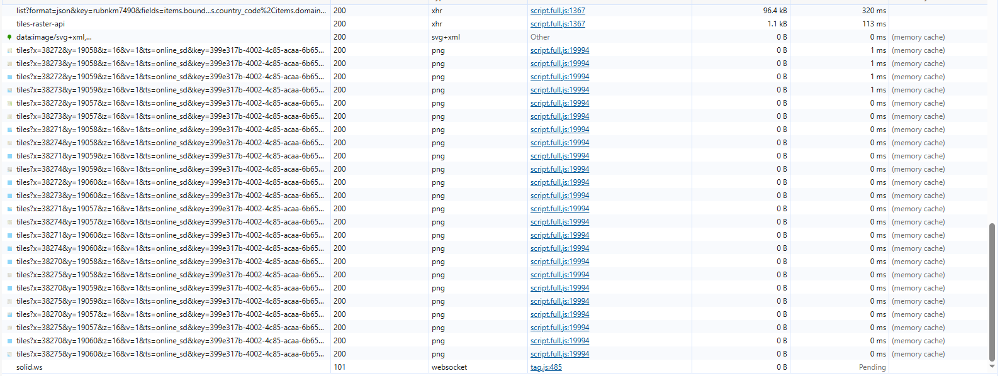 list?format=json&key=rubnkm7490&fields=items.bound...s.country_code%2Citems.domain... 200 xhr script.full.js:1367 96.4 kB 320 ms
tiles-raster-api 200 xhr script.full.js:1367 1.1 kB 113 ms
data:image/svg+xml,... 200 svg+xml Other 0 B 0 ms (memory cache)
tiles?x=38272&y=19058&z=16&v=1&ts=online_sd&key=399e317b-4002-4c85-acaa-6b65... 200 png script.full.js:19994 0 B 1 ms (memory cache)
tiles?x=38273&y=19058&z=16&v=1&ts=online_sd&key=399e317b-4002-4c85-acaa-6b65... 200 png script.full.js:19994 0 B 1 ms (memory cache)
tiles?x=38272&y=19059&z=16&v=1&ts=online_sd&key=399e317b-4002-4c85-acaa-6b65... 200 png script.full.js:19994 0 B 1 ms (memory cache)
tiles?x=38273&y=19059&z=16&v=1&ts=online_sd&key=399e317b-4002-4c85-acaa-6b65... 200 png script.full.js:19994 0 B 1 ms (memory cache)
tiles?x=38272&y=19057&z=16&v=1&ts=online_sd&key=399e317b-4002-4c85-acaa-6b65... 200 png script.full.js:19994 0 B 0 ms (memory cache)
tiles?x=38273&y=19057&z=16&v=1&ts=online_sd&key=399e317b-4002-4c85-acaa-6b65... 200 png script.full.js:19994 0 B 0 ms (memory cache)
tiles?x=38271&y=19058&z=16&v=1&ts=online_sd&key=399e317b-4002-4c85-acaa-6b65... 200 png script.full.js:19994 0 B 0 ms (memory cache)
tiles?x=38274&y=19058&z=16&v=1&ts=online_sd&key=399e317b-4002-4c85-acaa-6b65... 200 png script.full.js:19994 0 B 0 ms (memory cache)
tiles?x=38271&y=19059&z=16&v=1&ts=online_sd&key=399e317b-4002-4c85-acaa-6b65... 200 png script.full.js:19994 0 B 0 ms (memory cache)
tiles?x=38274&y=19059&z=16&v=1&ts=online_sd&key=399e317b-4002-4c85-acaa-6b65... 200 png script.full.js:19994 0 B 0 ms (memory cache)
tiles?x=38272&y=19060&z=16&v=1&ts=online_sd&key=399e317b-4002-4c85-acaa-6b65... 200 png script.full.js:19994 0 B 0 ms (memory cache)
tiles?x=38273&y=19060&z=16&v=1&ts=online_sd&key=399e317b-4002-4c85-acaa-6b65... 200 png script.full.js:19994 0 B 0 ms (memory cache)
tiles?x=38271&y=19057&z=16&v=1&ts=online_sd&key=399e317b-4002-4c85-acaa-6b65... 200 png script.full.js:19994 0 B 0 ms (memory cache)
tiles?x=38274&y=19057&z=16&v=1&ts=online_sd&key=399e317b-4002-4c85-acaa-6b65... 200 png script.full.js:19994 0 B 0 ms (memory cache)
tiles?x=38271&y=19060&z=16&v=1&ts=online_sd&key=399e317b-4002-4c85-acaa-6b65... 200 png script.full.js:19994 0 B 0 ms (memory cache)
tiles?x=38274&y=19060&z=16&v=1&ts=online_sd&key=399e317b-4002-4c85-acaa-6b65... 200 png script.full.js:19994 0 B 0 ms (memory cache)
tiles?x=38270&y=19058&z=16&v=1&ts=online_sd&key=399e317b-4002-4c85-acaa-6b65... 200 png script.full.js:19994 0 B 0 ms (memory cache)
tiles?x=38275&y=19058&z=16&v=1&ts=online_sd&key=399e317b-4002-4c85-acaa-6b65... 200 png script.full.js:19994 0 B 0 ms (memory cache)
tiles?x=38270&y=19059&z=16&v=1&ts=online_sd&key=399e317b-4002-4c85-acaa-6b65... 200 png script.full.js:19994 0 B 0 ms (memory cache)
tiles?x=38275&y=19059&z=16&v=1&ts=online_sd&key=399e317b-4002-4c85-acaa-6b65... 200 png script.full.js:19994 0 B 0 ms (memory cache)
tiles?x=38270&y=19057&z=16&v=1&ts=online_sd&key=399e317b-4002-4c85-acaa-6b65... 200 png script.full.js:19994 0 B 0 ms (memory cache)
tiles?x=38275&y=19057&z=16&v=1&ts=online_sd&key=399e317b-4002-4c85-acaa-6b65... 200 png script.full.js:19994 0 B 0 ms (memory cache)
tiles?x=38270&y=19060&z=16&v=1&ts=online_sd&key=399e317b-4002-4c85-acaa-6b65... 200 png script.full.js:19994 0 B 0 ms (memory cache)
tiles?x=38275&y=19060&z=16&v=1&ts=online_sd&key=399e317b-4002-4c85-acaa-6b65... 200 png script.full.js:19994 0 B 0 ms (memory cache)
solid.ws 101 websocket tag.js:485 0 B Pending